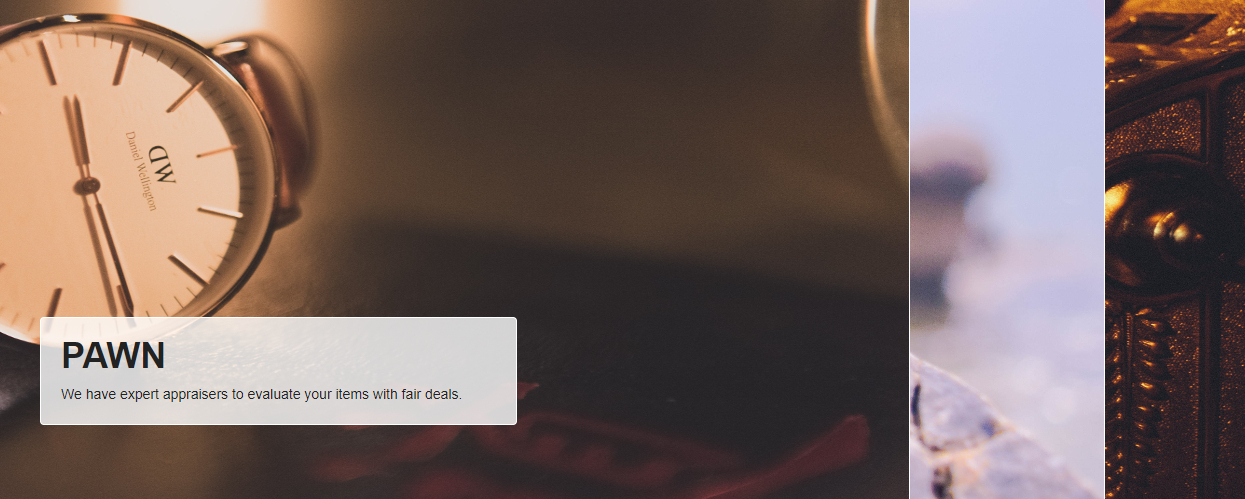 DW
Daniel Wellington
PAWN
We have expert appraisers to evaluate your items with fair deals.